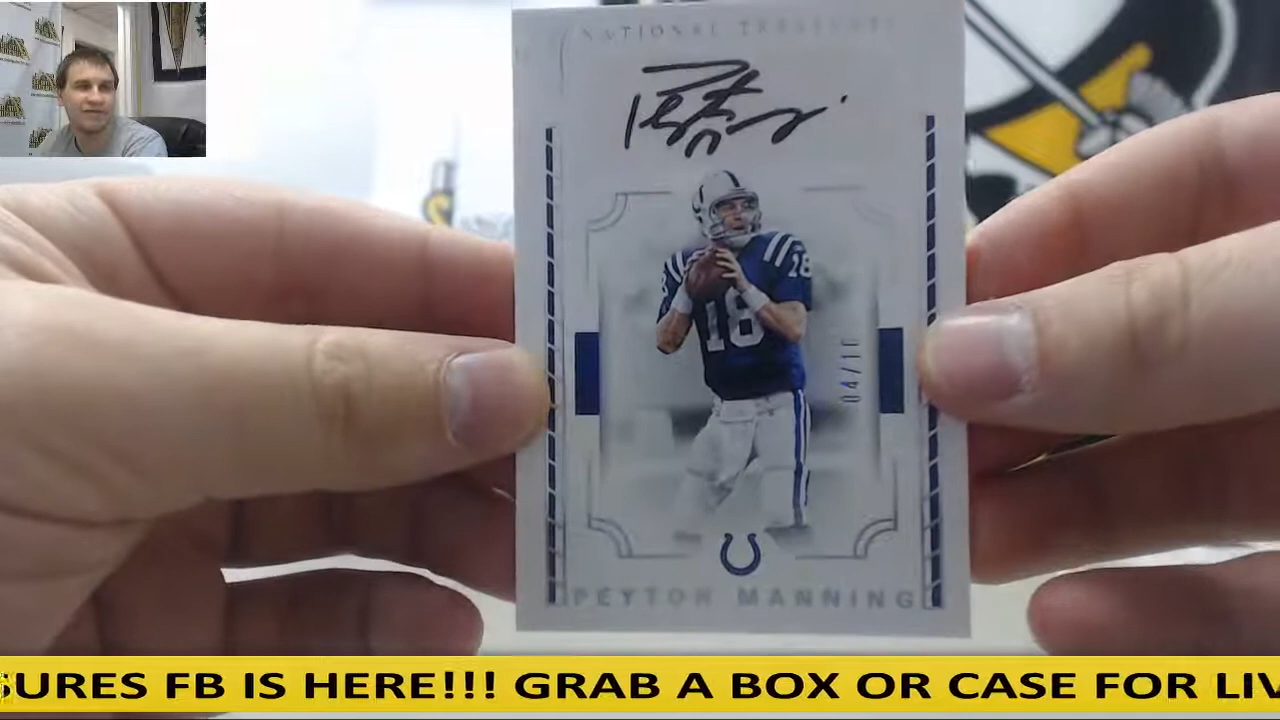 NATIONAL TREASURES
18
18
04/10
PEYTON MANNING
SURES FB IS HERE!!! GRAB A BOX OR CASE FOR LIV